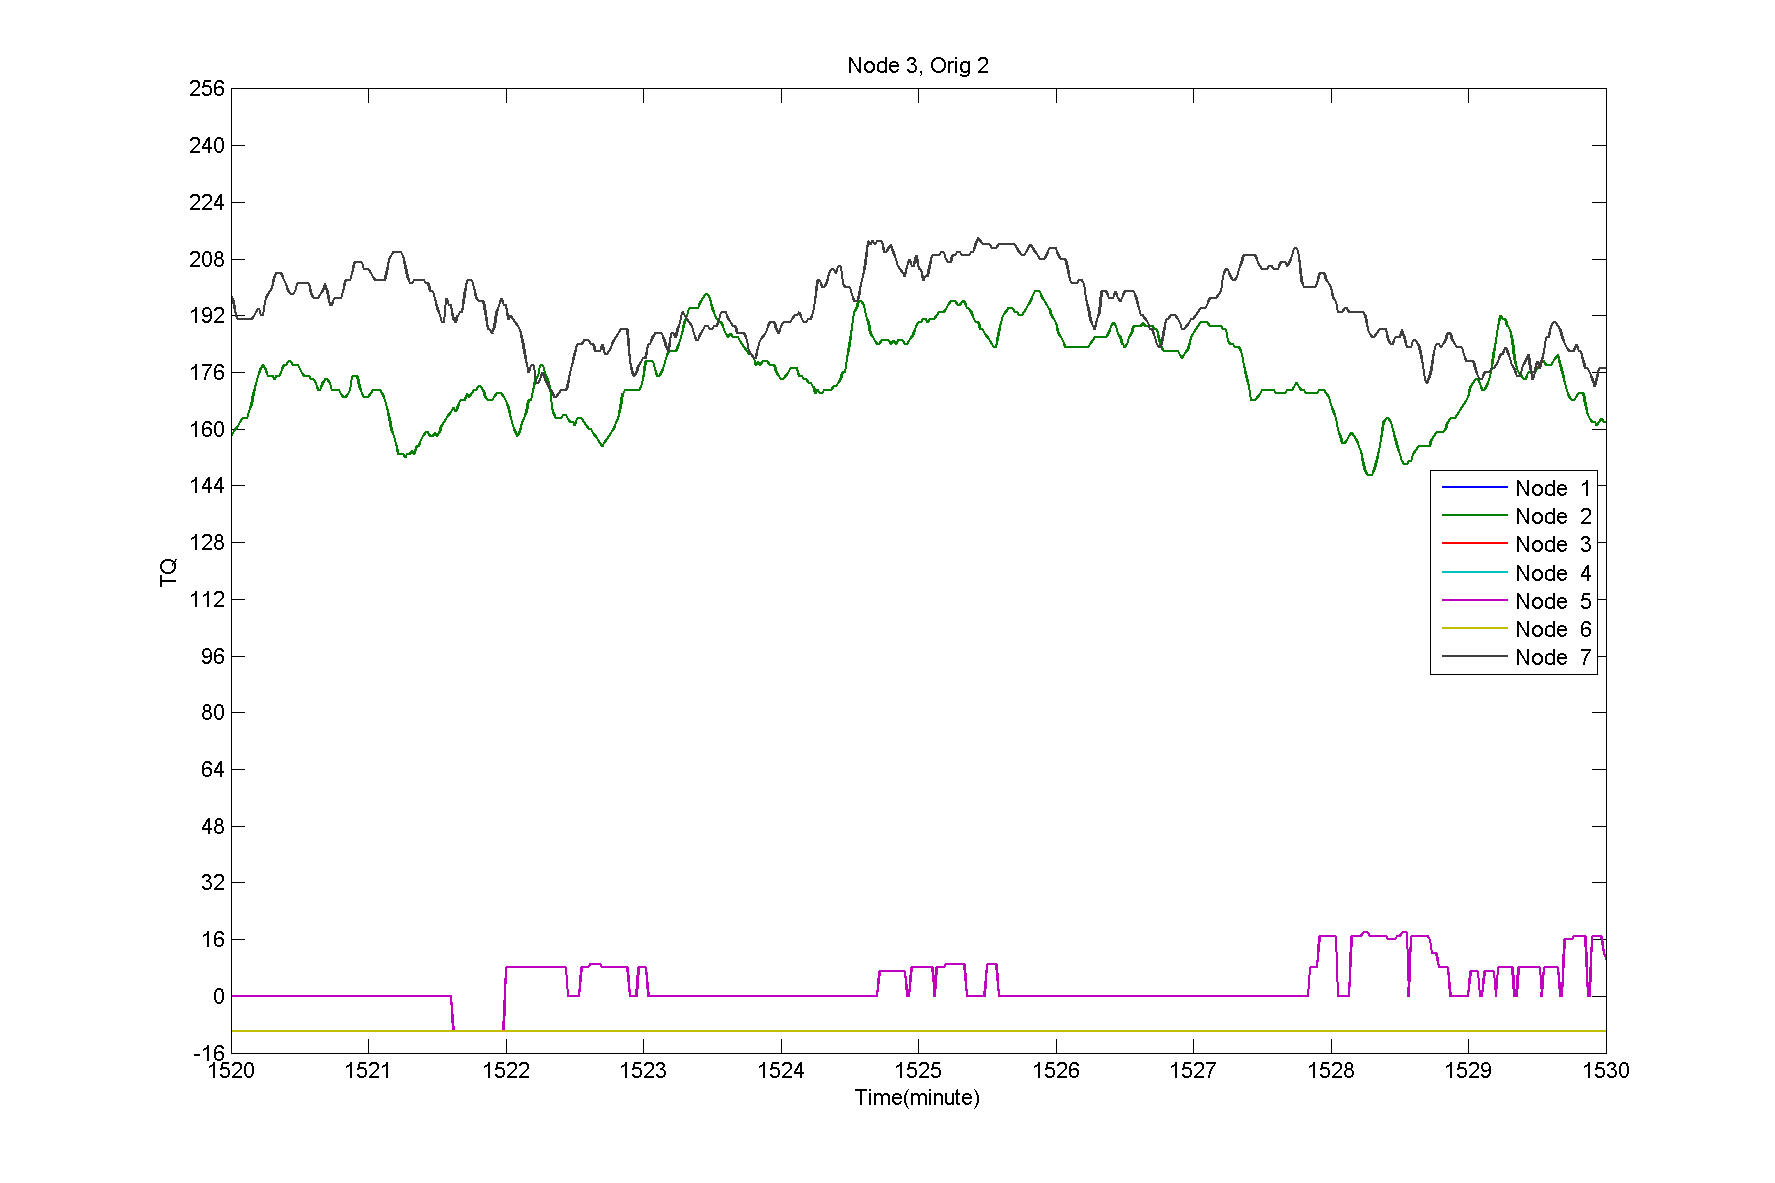 Node 3, Orig 2
256
240
224
208
192
176
160
144
128
112
96
80
64
48
32
16
0
-16
TQ
Node 1
Node 2
Node 3
Node 4
Node 5
Node 6
Node 7
1520 1521 1522 1523 1524 1525 1526 1527 1528 1529 1530
Time(minute)